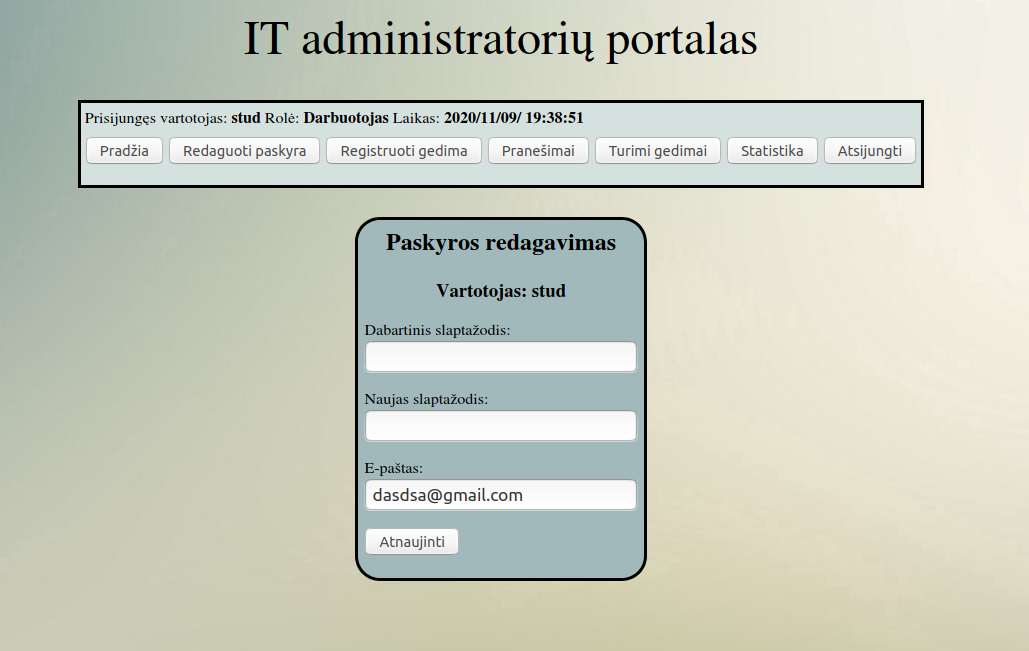 IT administratorių portalas
Prisijungęs vartotojas: stud Rolė: Darbuotojas Laikas: 2020/11/09/ 19:38:51
Pradžia Redaguoti paskyra Registruoti gedima Pranešimai Turimi gedimai Statistika Atsijungti
Paskyros redagavimas
Vartotojas: stud
Dabartinis slaptažodis:
Naujas slaptažodis:
E-paštas:
dasdsa@gmail.com
Atnaujinti